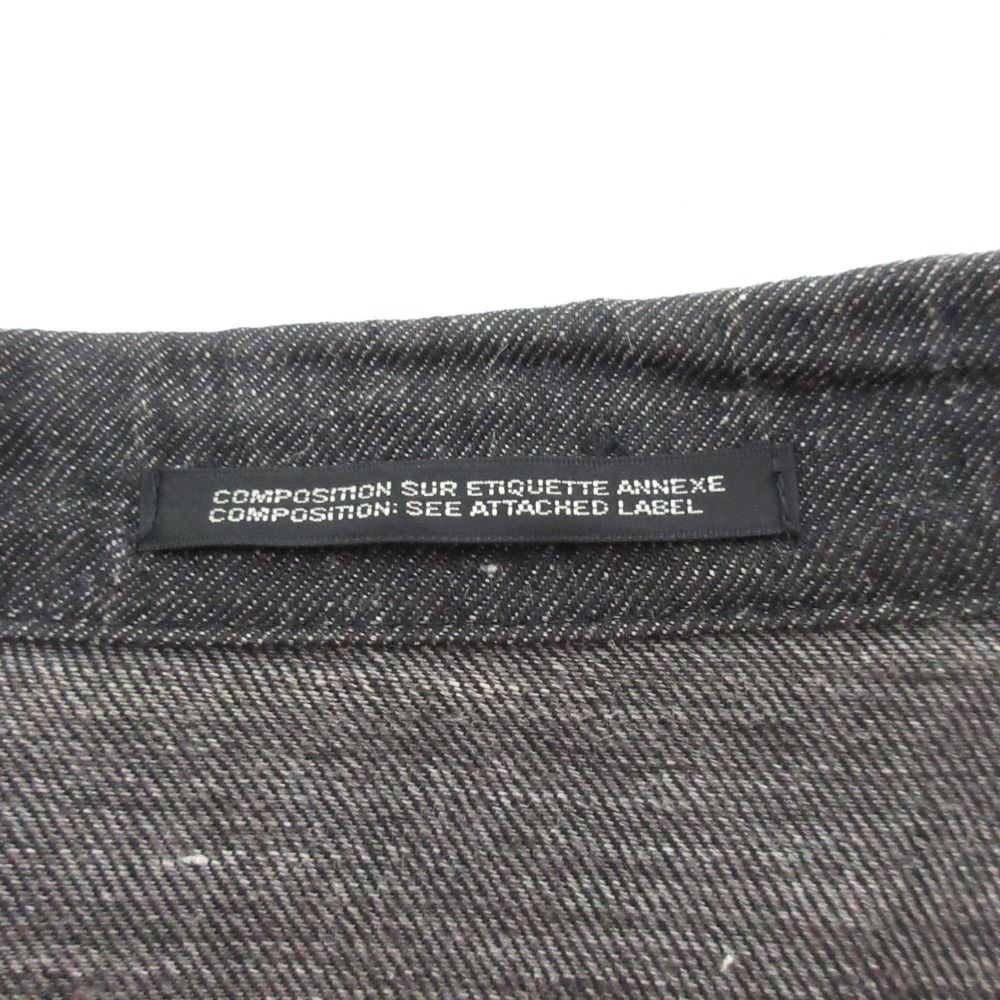 COMPOSITION SUR ETIQUETTE ANNEXE
COMPOSITION: SEE ATTACHED LABEL